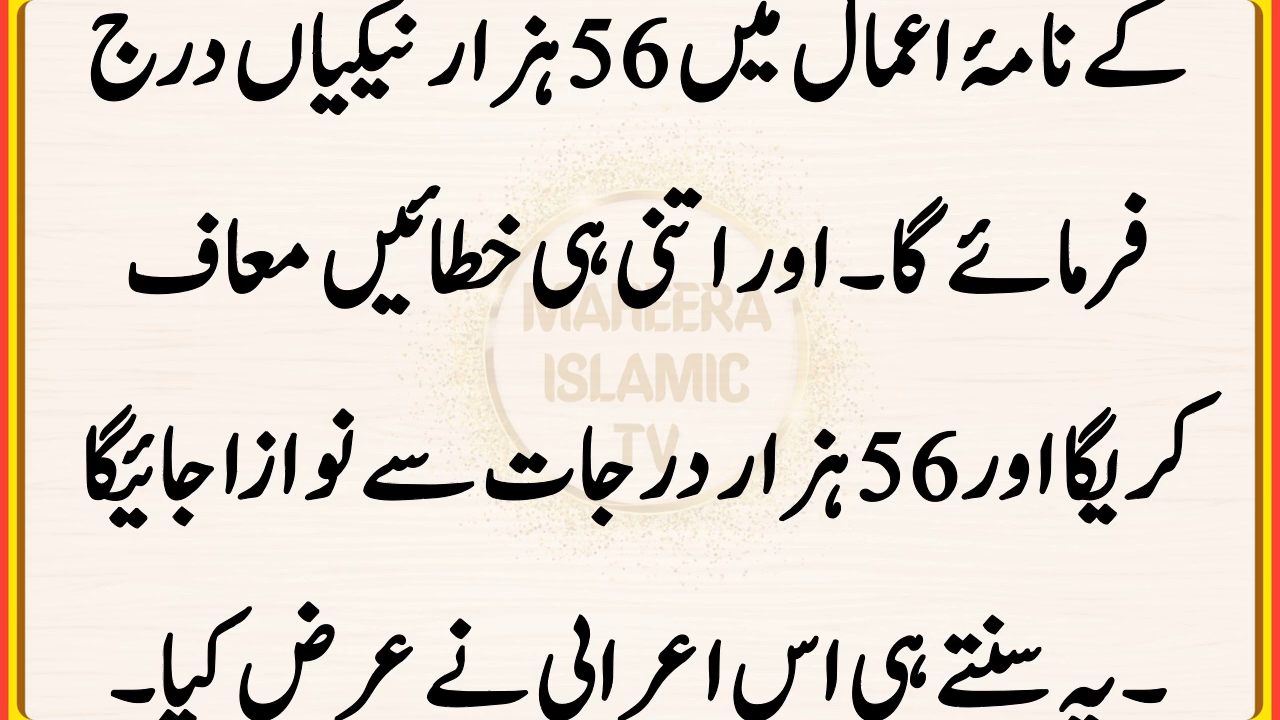 کے نامۂ اعمال میں 56 ہزار نیکیاں درج
فرمائے گا۔ اور اتنی ہی خطائیں معاف
کریگا اور 56 ہزار درجات سے نوازا جائیگا
۔ یہ سنتے ہی اس اعرابی نے عرض کیا۔
MAHEERA
ISLAMIC
TV